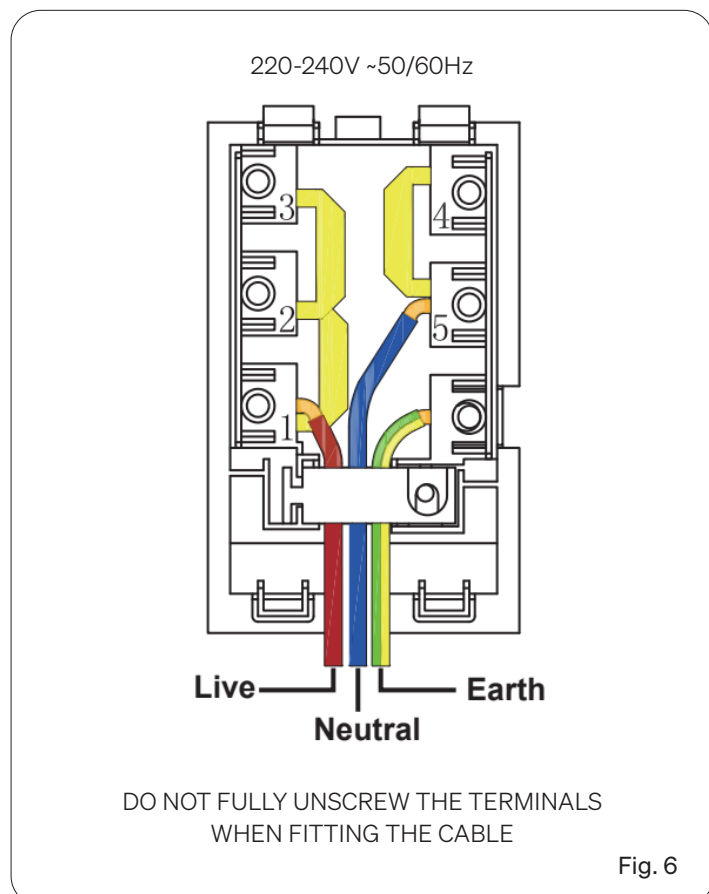 220-240V ~50/60Hz
3
4
2
5
1
Live
Earth
Neutral
DO NOT FULLY UNSCREW THE TERMINALS
WHEN FITTING THE CABLE
Fig. 6